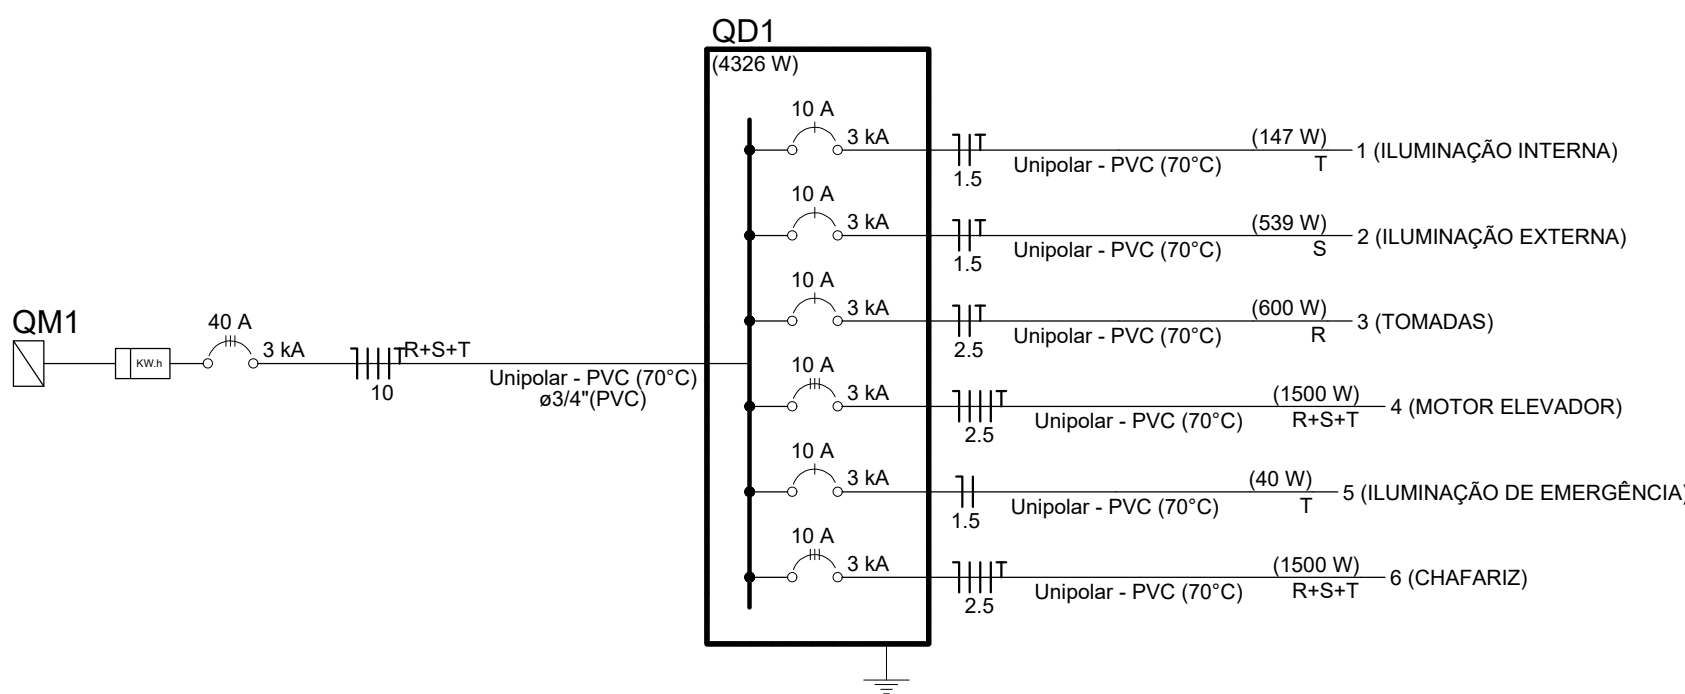 QD1
(4326 W)
10 A
3 kA
1.5
T
Unipolar - PVC (70°C)
(147 W)
T
1 (ILUMINAÇÃO INTERNA)
10 A
3 kA
1.5
T
Unipolar - PVC (70°C)
(539 W)
S
2 (ILUMINAÇÃO EXTERNA)
10 A
3 kA
2.5
T
Unipolar - PVC (70°C)
(600 W)
R
3 (TOMADAS)
QM1
KW.h
40 A
3 kA
10
T
R+S+T
Unipolar - PVC (70°C)
ø3/4"(PVC)
10 A
3 kA
2.5
T
Unipolar - PVC (70°C)
(1500 W)
R+S+T
4 (MOTOR ELEVADOR)
10 A
3 kA
1.5
Unipolar - PVC (70°C)
(40 W)
T
5 (ILUMINAÇÃO DE EMERGÊNCIA)
10 A
3 kA
2.5
T
Unipolar - PVC (70°C)
(1500 W)
R+S+T
6 (CHAFARIZ)